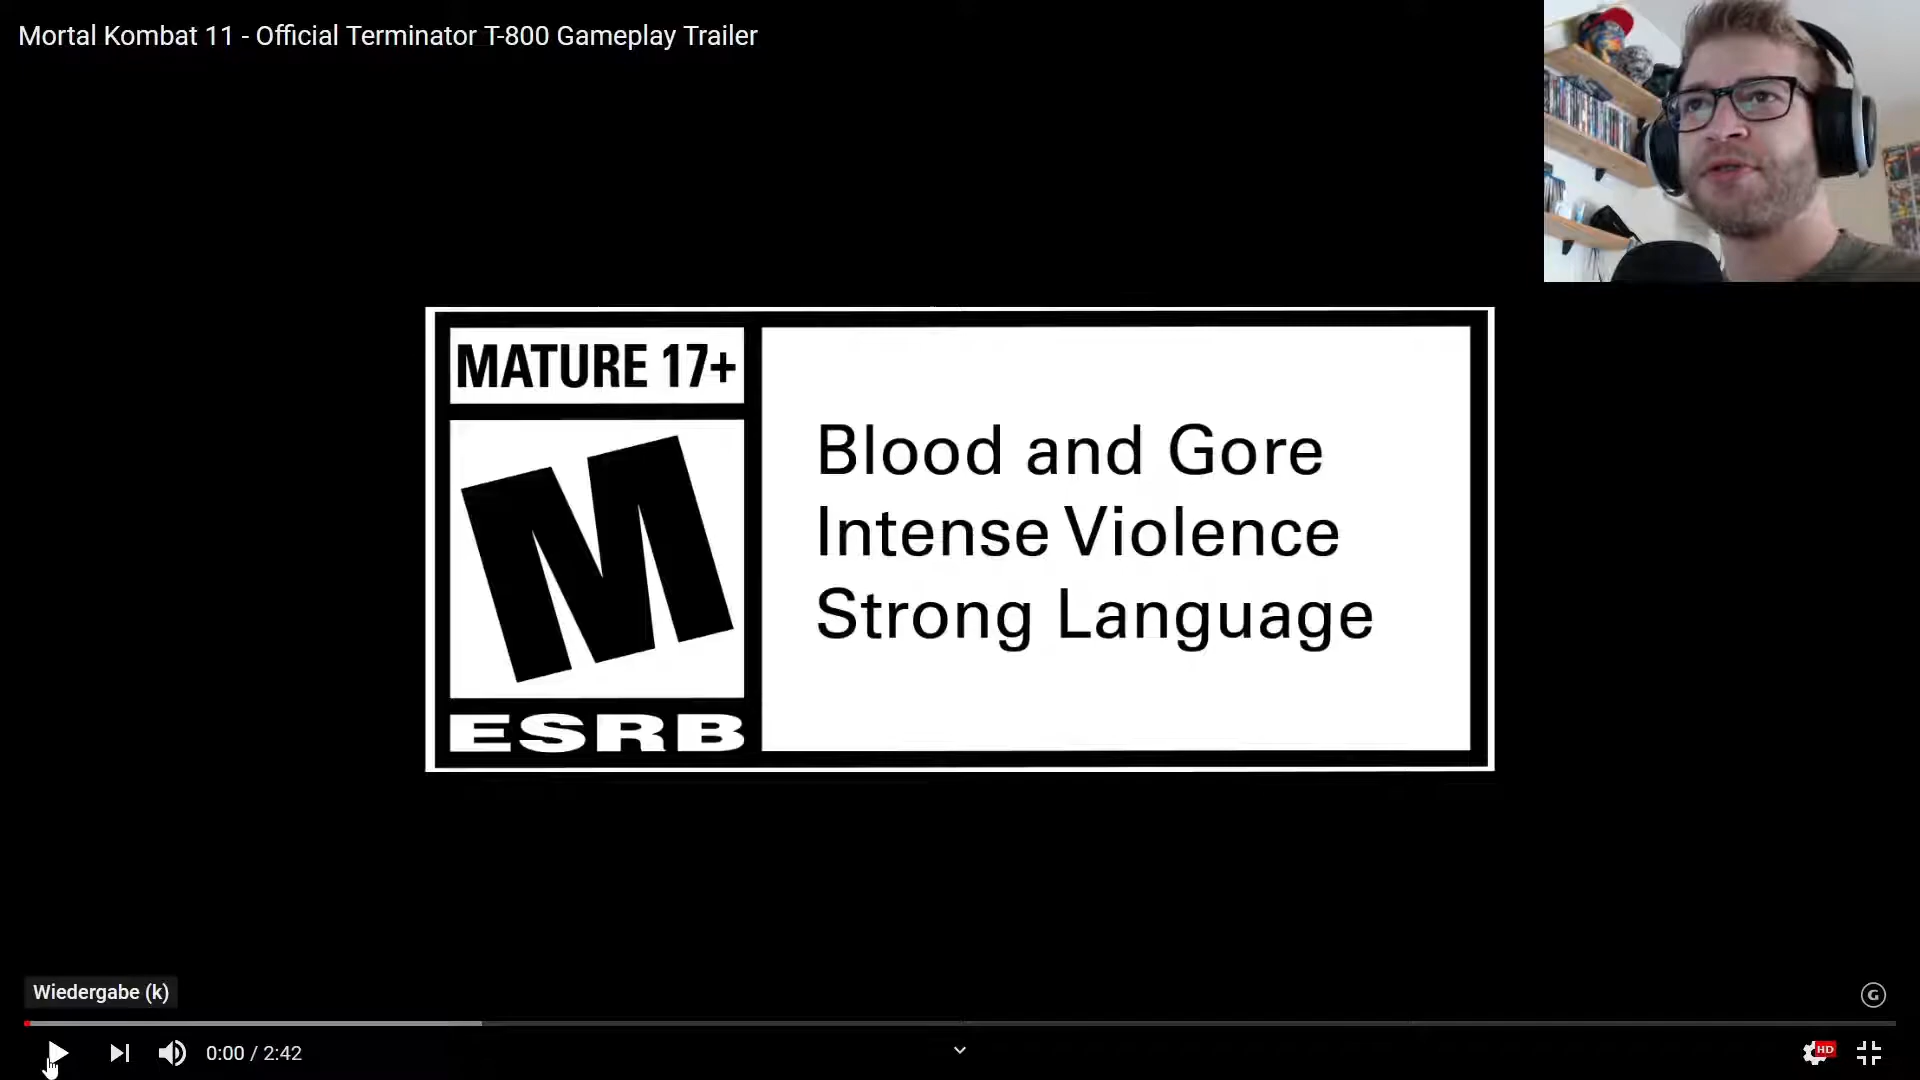 Mortal Kombat 11 - Official Terminator T-800 Gameplay Trailer
MATURE 17+
M
ESRB
Blood and Gore
Intense Violence
Strong Language
Wiedergabe (k)
G
0:00 / 2:42
HD